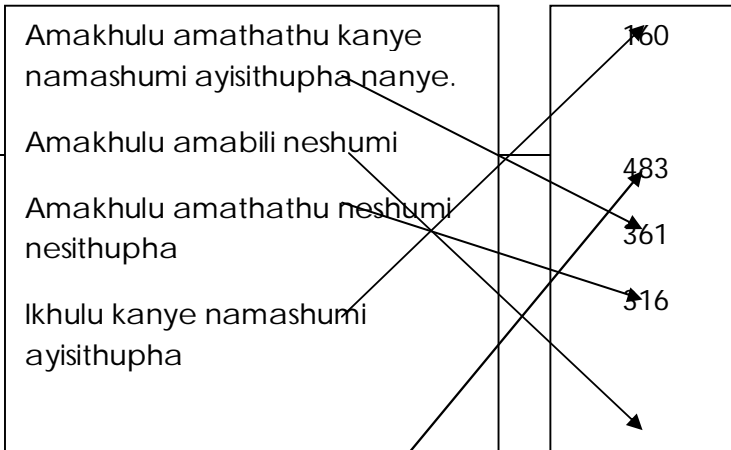 Amakhulu amathathu kanye
namashumi ayisithupha nanye.
Amakhulu amabili neshumi
Amakhulu amathathu neshumi
nesithupha
Ikhulu kanye namashumi
ayisithupha
160
483
361
316